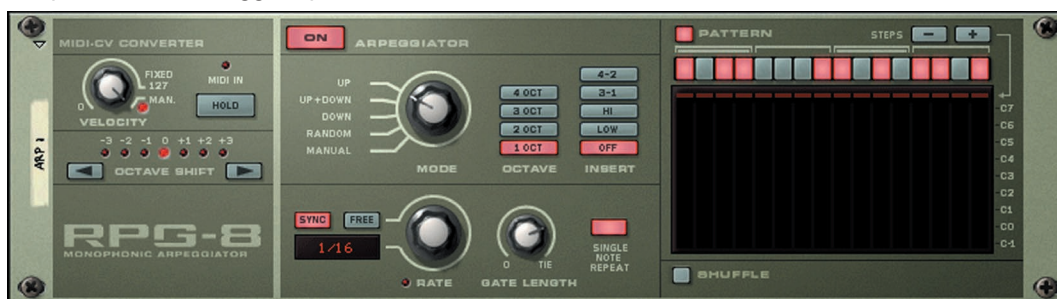 ARP 1
MIDI-CV CONVERTER
FIXED
127
MAN.
0
VELOCITY
MIDI IN
HOLD
-3 -2 -1 0 +1 +2 +3
OCTAVE SHIFT
RPG-8
MONOPHONIC ARPEGGIATOR
ON ARPEGGIATOR
UP
UP+DOWN
DOWN
RANDOM
MANUAL
MODE
4 OCT
3 OCT
2 OCT
1 OCT
OCTAVE
4-2
3-1
HI
LOW
OFF
INSERT
SYNC FREE
1/16
RATE
0 TIE
GATE LENGTH
SINGLE
NOTE
REPEAT
PATTERN STEPS - +
C7
C6
C5
C4
C3
C2
C1
C0
C-1
SHUFFLE